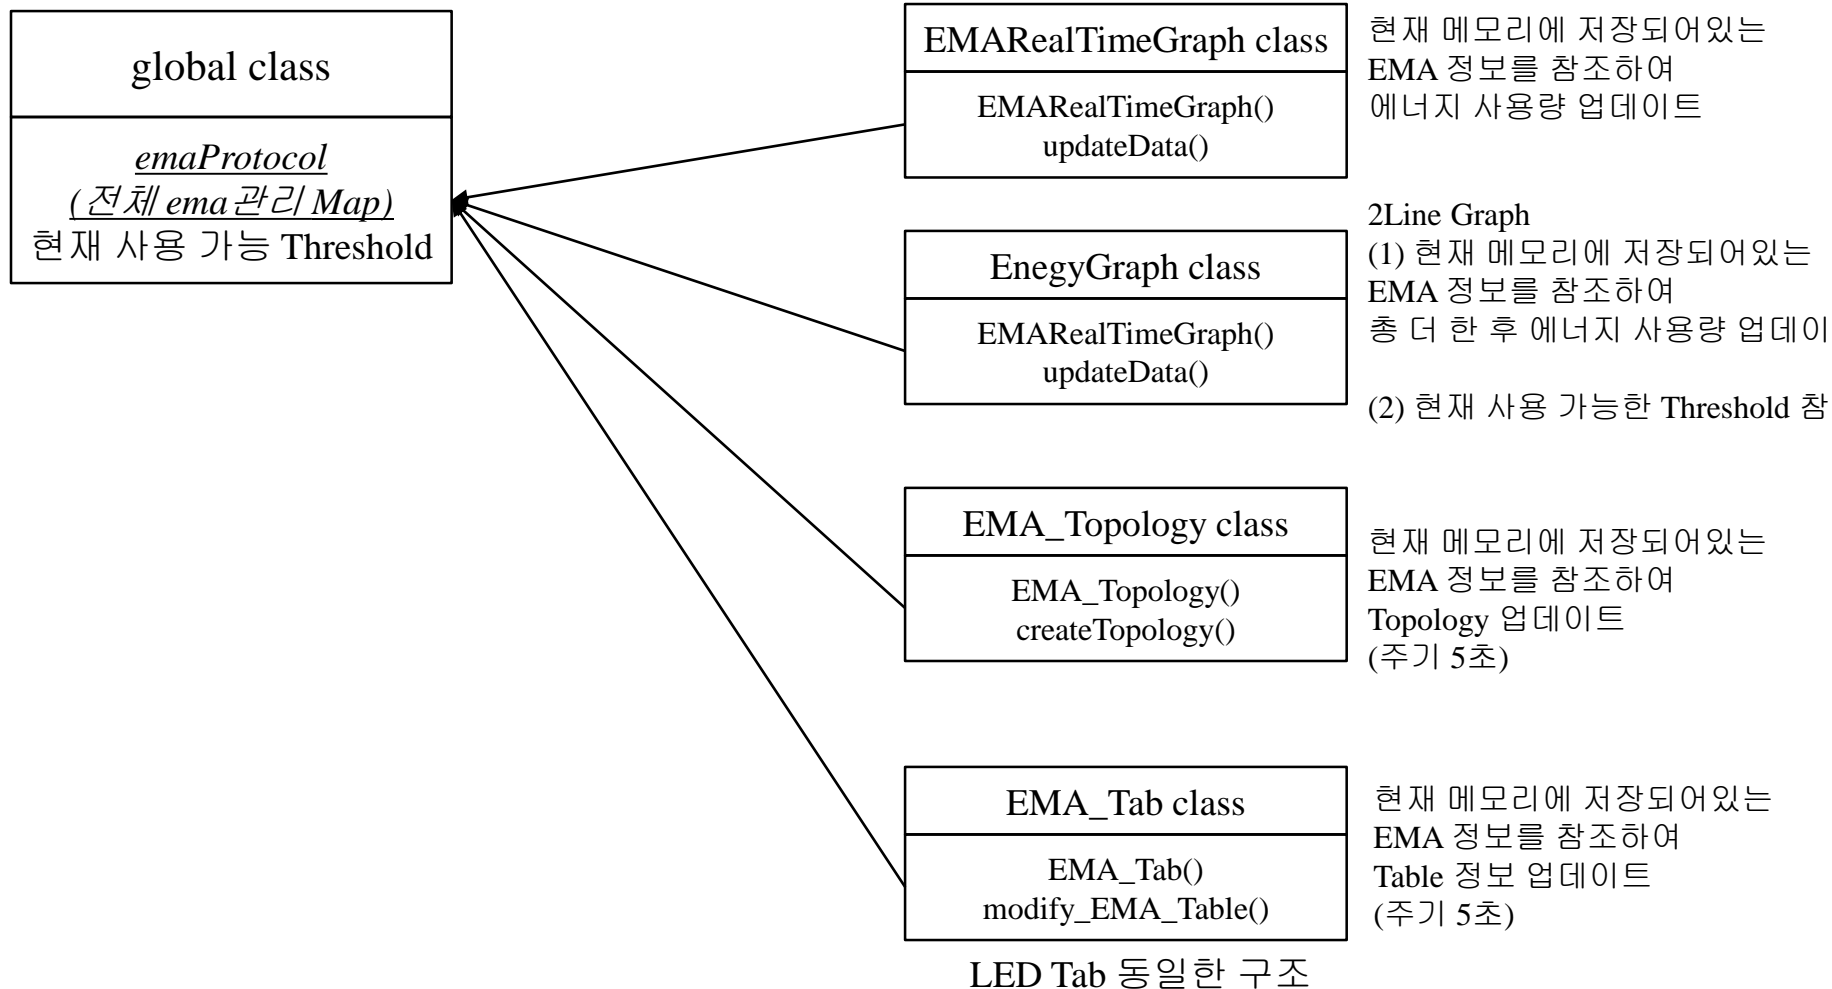 global class
emaProtocol
(전체 ema관리 Map)
현재 사용 가능 Threshold
EMARealTimeGraph class
EMARealTimeGraph()
updateData()
현재 메모리에 저장되어있는
EMA 정보를 참조하여
에너지 사용량 업데이트
EnegyGraph class
EMARealTimeGraph()
updateData()
2Line Graph
(1) 현재 메모리에 저장되어있는
EMA 정보를 참조하여
총 더 한 후 에너지 사용량 업데이
(2) 현재 사용 가능한 Threshold 참
EMA_Topology class
EMA_Topology()
createTopology()
현재 메모리에 저장되어있는
EMA 정보를 참조하여
Topology 업데이트
(주기 5초)
EMA_Tab class
EMA_Tab()
modify_EMA_Table()
현재 메모리에 저장되어있는
EMA 정보를 참조하여
Table 정보 업데이트
(주기 5초)
LED Tab 동일한 구조